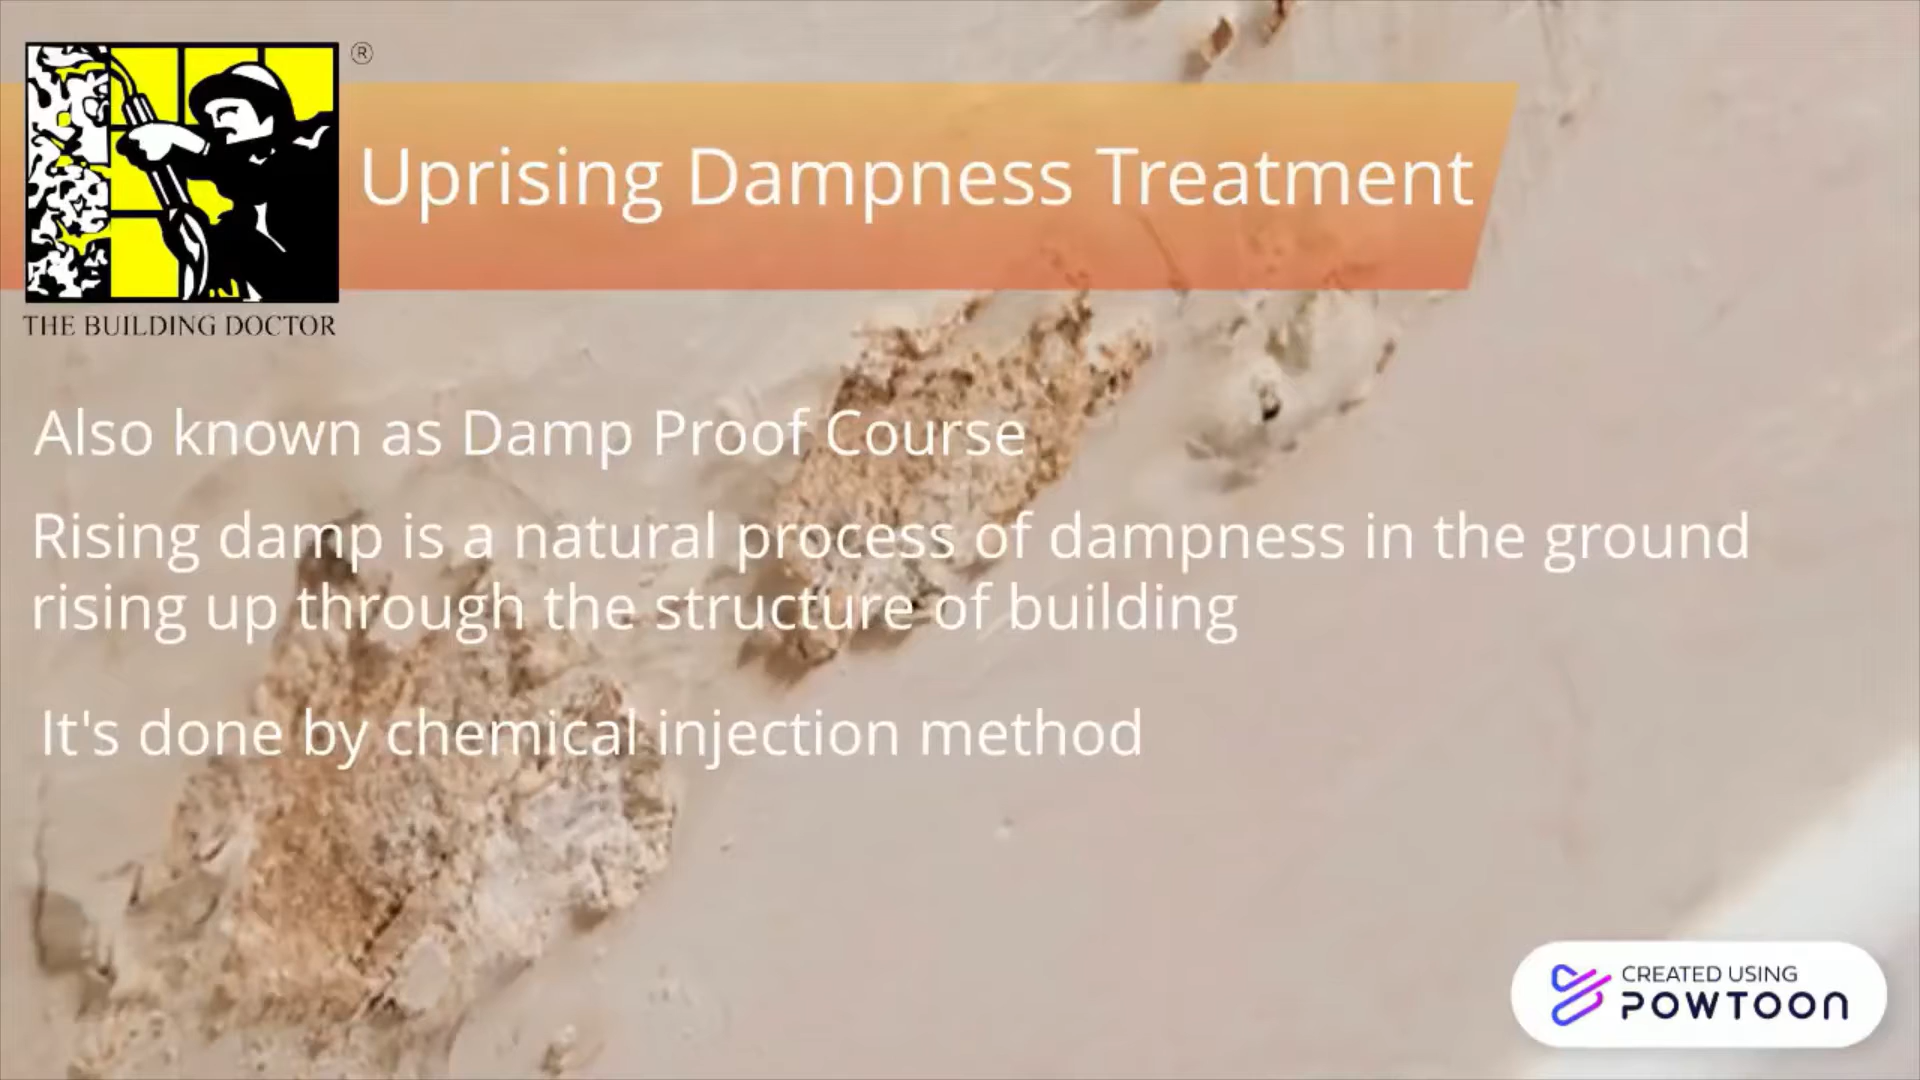 ®
Uprising Dampness Treatment
THE BUILDING DOCTOR
Also known as Damp Proof Course
Rising damp is a natural process of dampness in the ground
rising up through the structure of building
It's done by chemical injection method
CREATED USING
POWTOON